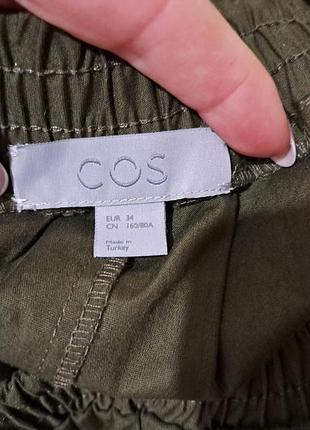 COS
EUR 34
CN 160/80A
Made in
Turkey